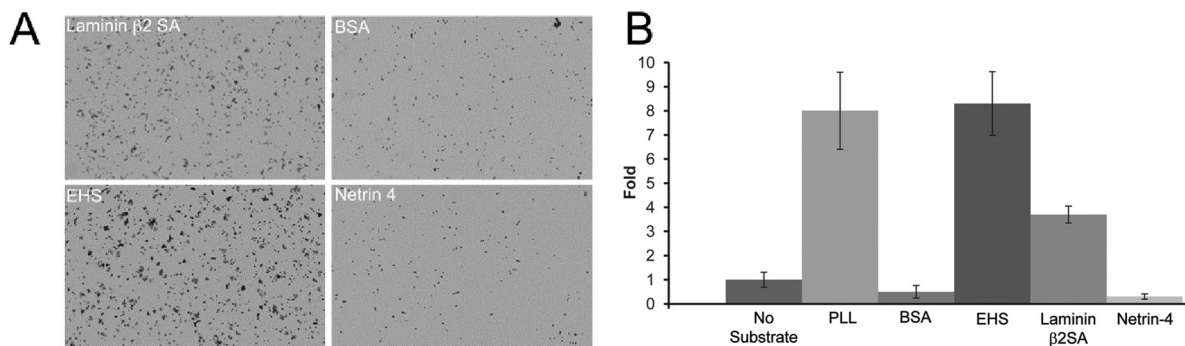 A
Laminin β2 SA
BSA
EHS
Netrin 4
B
Fold
10
9
8
7
6
5
4
3
2
1
0
No
Substrate
PLL
BSA
EHS
Laminin
β2SA
Netrin-4